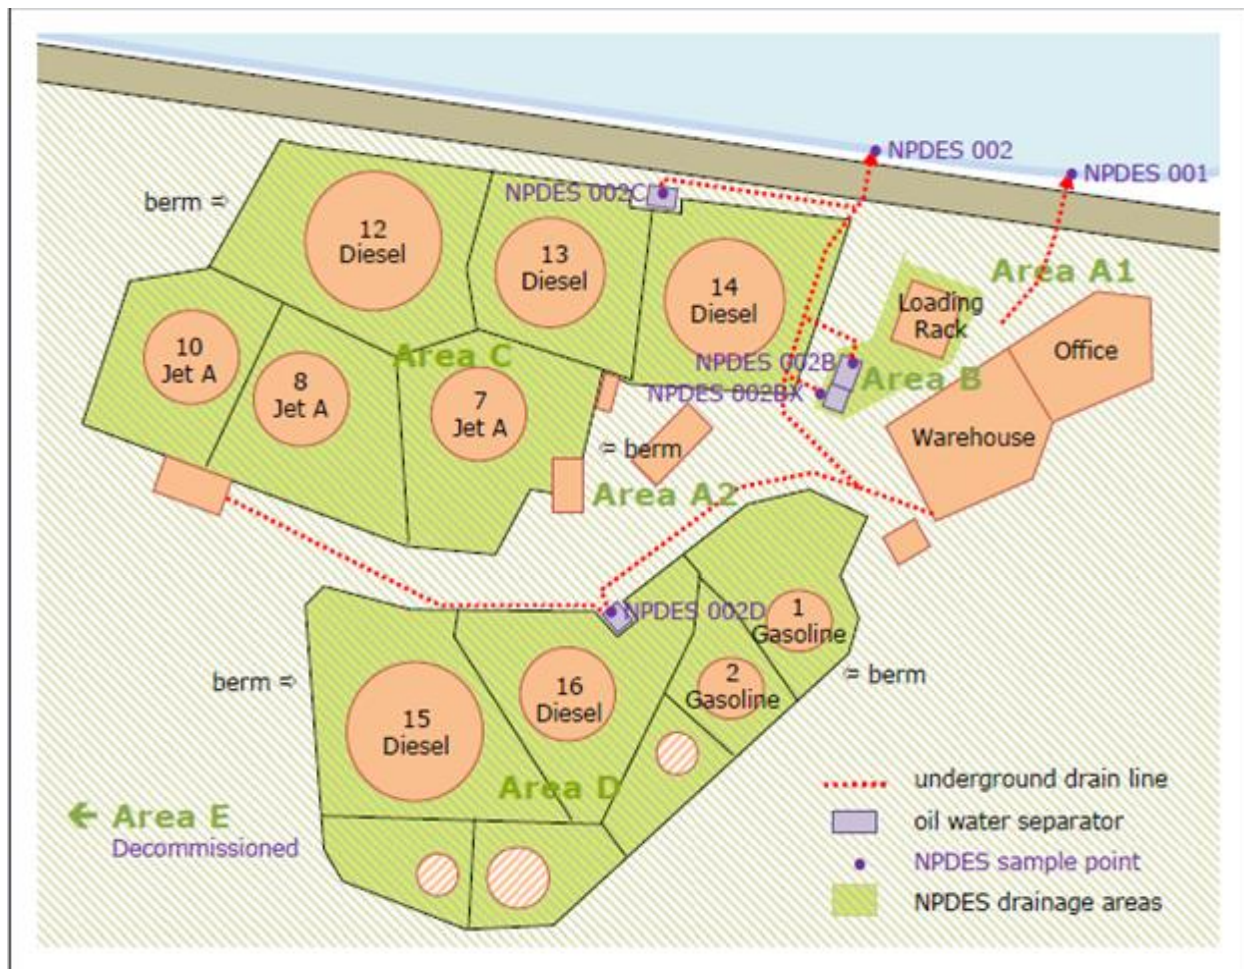 NPDES 002
NPDES 001
NPDES 002C
berm ⇨
12
Diesel
13
Diesel
14
Diesel
Area A1
Loading
Rack
Office
10
Jet A
8
Jet A
Area C
7
Jet A
NPDES 002B
Area B
NPDES 002BX
Warehouse
⇦ berm
Area A2
NPDES 002D
1
Gasoline
2
Gasoline
⇦ berm
berm ⇨
16
Diesel
15
Diesel
Area D
← Area E
Decommissioned
underground drain line
oil water separator
NPDES sample point
NPDES drainage areas